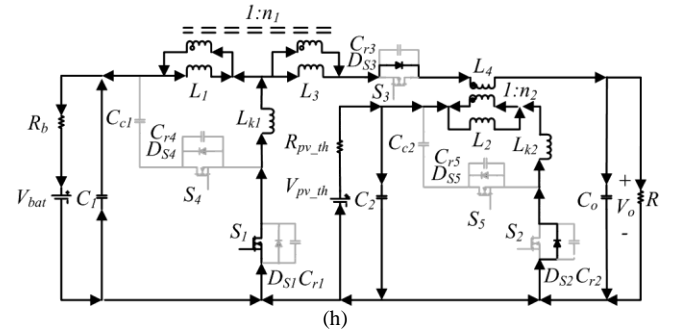 1:n1
Cr3
DS3
L4
S3
L1
L3
1:n2
Cc1
Lk1
Rb
Cr4
DS4
Rpv_th
Cc2
L2
Lk2
Cr5
DS5
Vbat
C1
S4
Vpv_th
C2
S5
S1
S2
Co
+
Vo
-
R
DS1 Cr1
DS2 Cr2
(h)